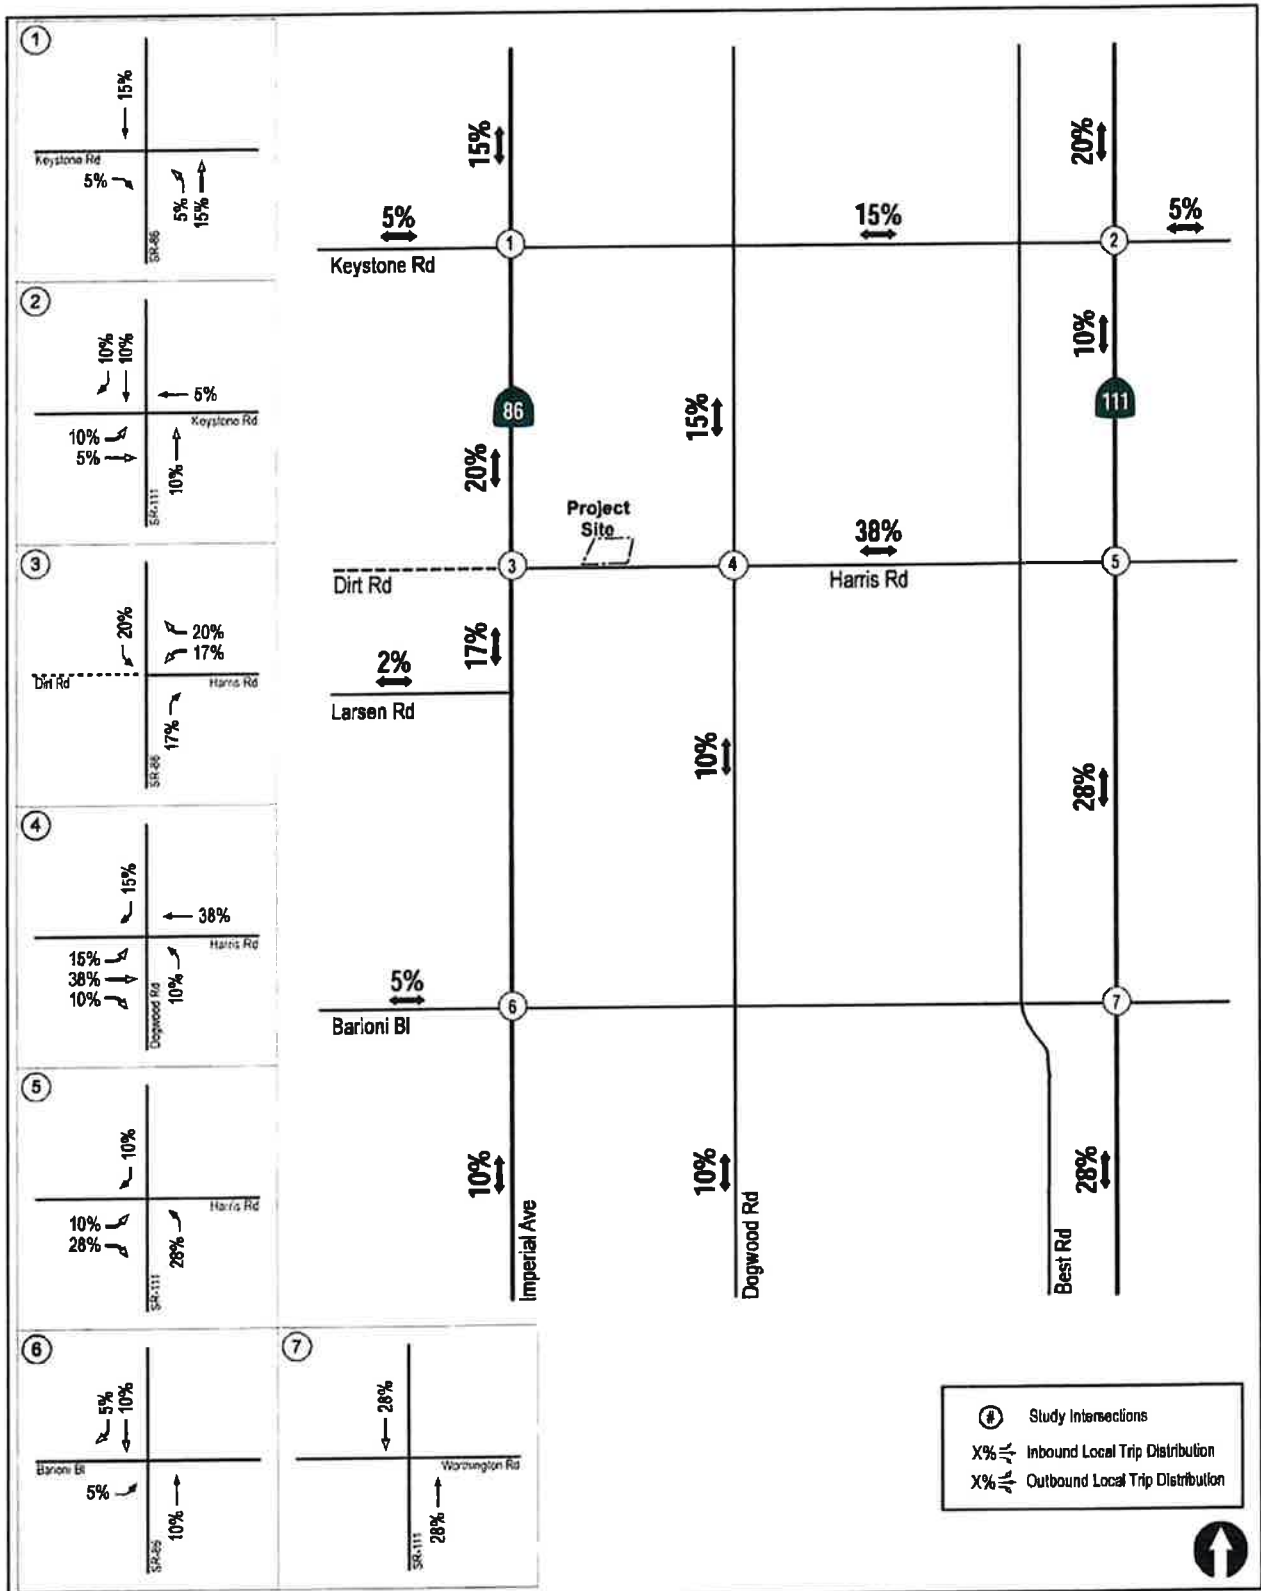 1
15%
Keystone Rd
5%
5%
15%
SR-86
2
10%
10%
5%
Keystone Rd
10%
5%
10%
SR-111
3
20%
20%
17%
Dirt Rd
Harris Rd
17%
SR-86
4
15%
38%
Harris Rd
15%
38%
10%
10%
Dogwood Rd
5
10%
Harris Rd
10%
28%
28%
SR-111
6
5%
10%
Barioni Bl
5%
10%
SR-86
7
28%
Worthington Rd
28%
SR-111
15%
20%
5%
15%
5%
1
2
Keystone Rd
10%
86
111
15%
20%
Project
Site
38%
3
4
5
Dirt Rd
Harris Rd
17%
2%
Larsen Rd
10%
28%
5%
6
7
Barioni Bl
10%
10%
28%
Imperial Ave
Dogwood Rd
Best Rd
# Study Intersections
X% Inbound Local Trip Distribution
X% Outbound Local Trip Distribution